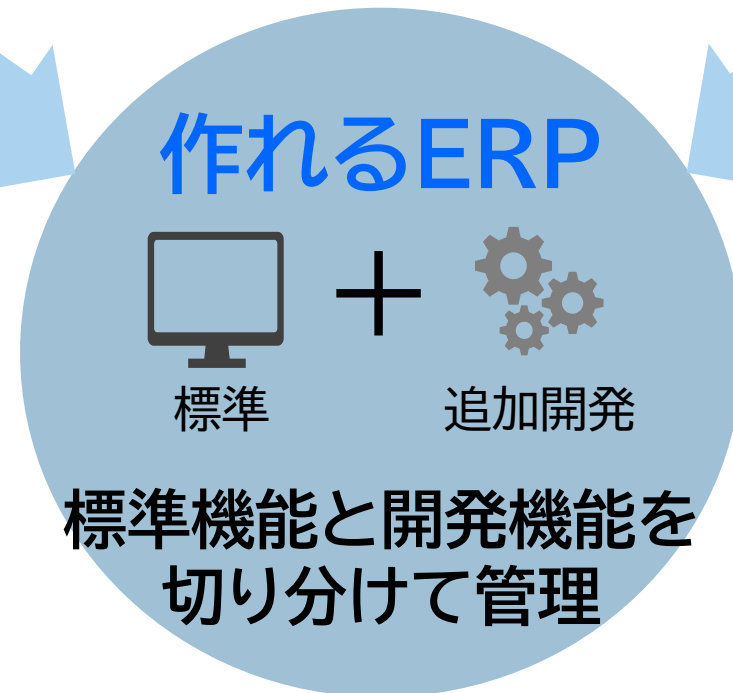 作れるERP
標準
追加開発
標準機能と開発機能を
切り分けて管理